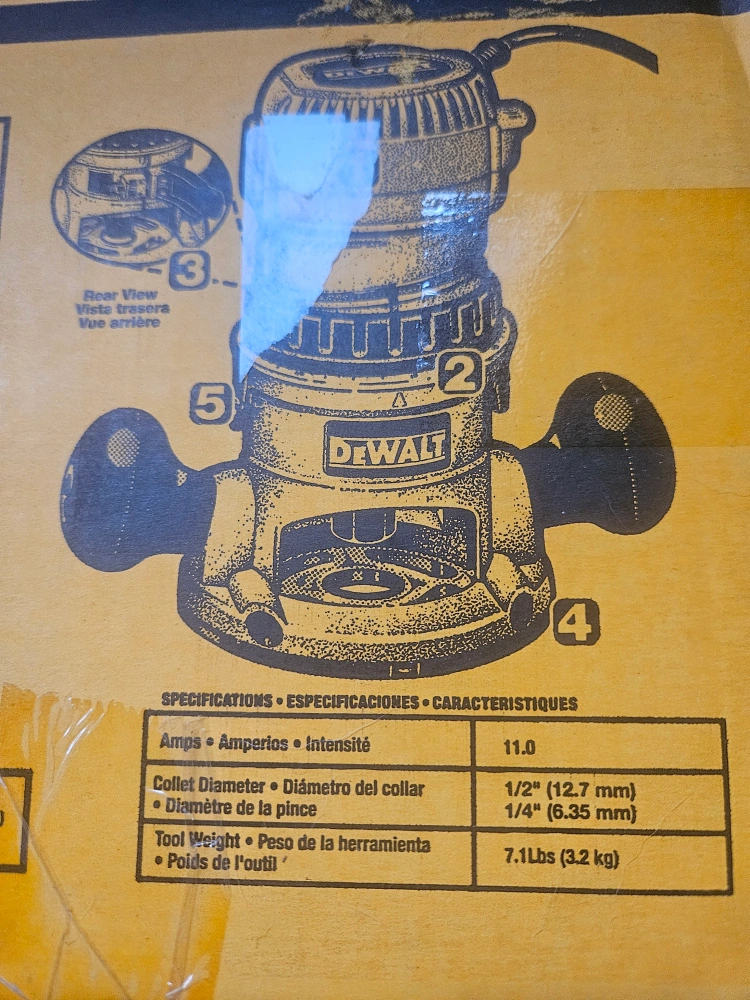 DEWALT
3
Rear View
Vista trasera
Vue arrière
2
5
DEWALT
4
SPECIFICATIONS • ESPECIFICACIONES • CARACTERISTIQUES
Amps • Amperios • Intensité
11.0
Collet Diameter • Diámetro del collar
• Diamètre de la pince
1/2" (12.7 mm)
1/4" (6.35 mm)
Tool Weight • Peso de la herramienta
• Poids de l'outil
7.1Lbs (3.2 kg)